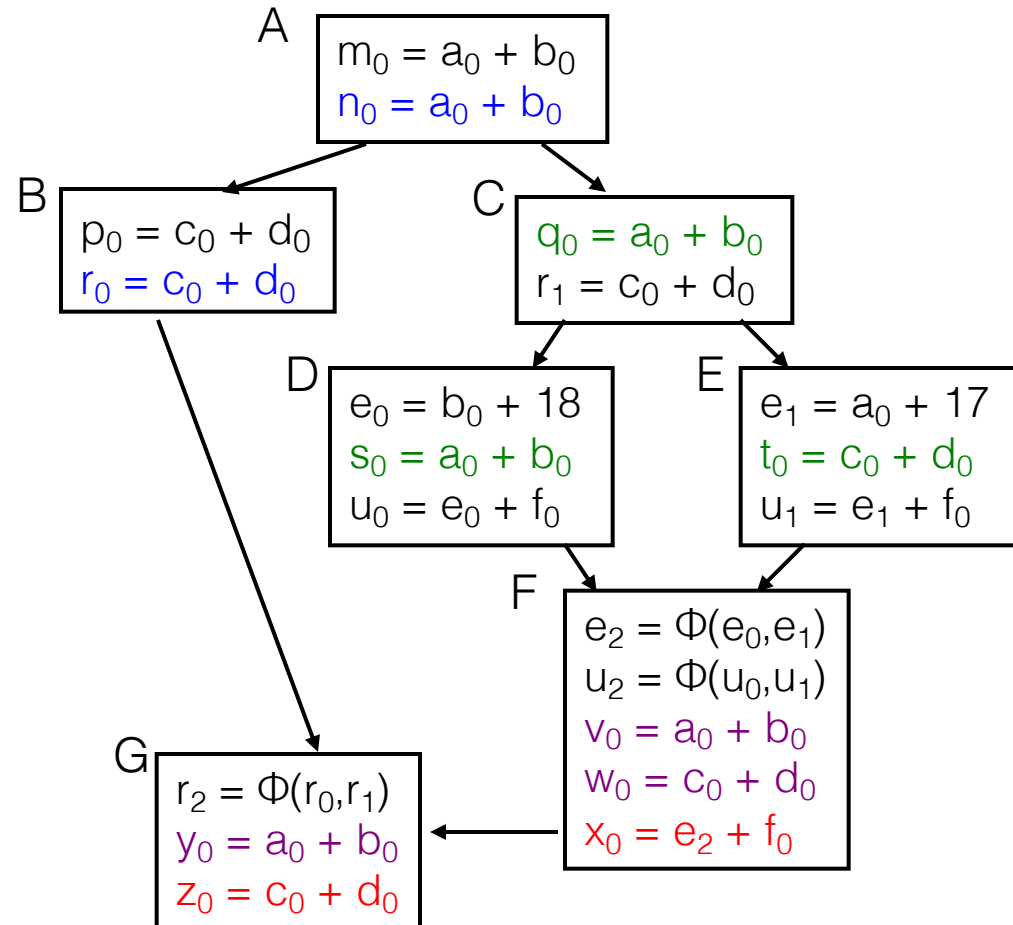 A
m₀ = a₀ + b₀
n₀ = a₀ + b₀
B
p₀ = c₀ + d₀
r₀ = c₀ + d₀
C
q₀ = a₀ + b₀
r₁ = c₀ + d₀
D
e₀ = b₀ + 18
s₀ = a₀ + b₀
u₀ = e₀ + f₀
E
e₁ = a₀ + 17
t₀ = c₀ + d₀
u₁ = e₁ + f₀
F
e₂ = Φ(e₀,e₁)
u₂ = Φ(u₀,u₁)
v₀ = a₀ + b₀
w₀ = c₀ + d₀
x₀ = e₂ + f₀
G
r₂ = Φ(r₀,r₁)
y₀ = a₀ + b₀
z₀ = c₀ + d₀